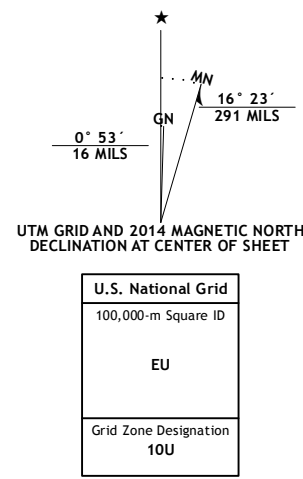 ★
MN
GN
16° 23´
291 MILS
0° 53´
16 MILS
UTM GRID AND 2014 MAGNETIC NORTH
DECLINATION AT CENTER OF SHEET
U.S. National Grid
100,000-m Square ID
EU
Grid Zone Designation
10U